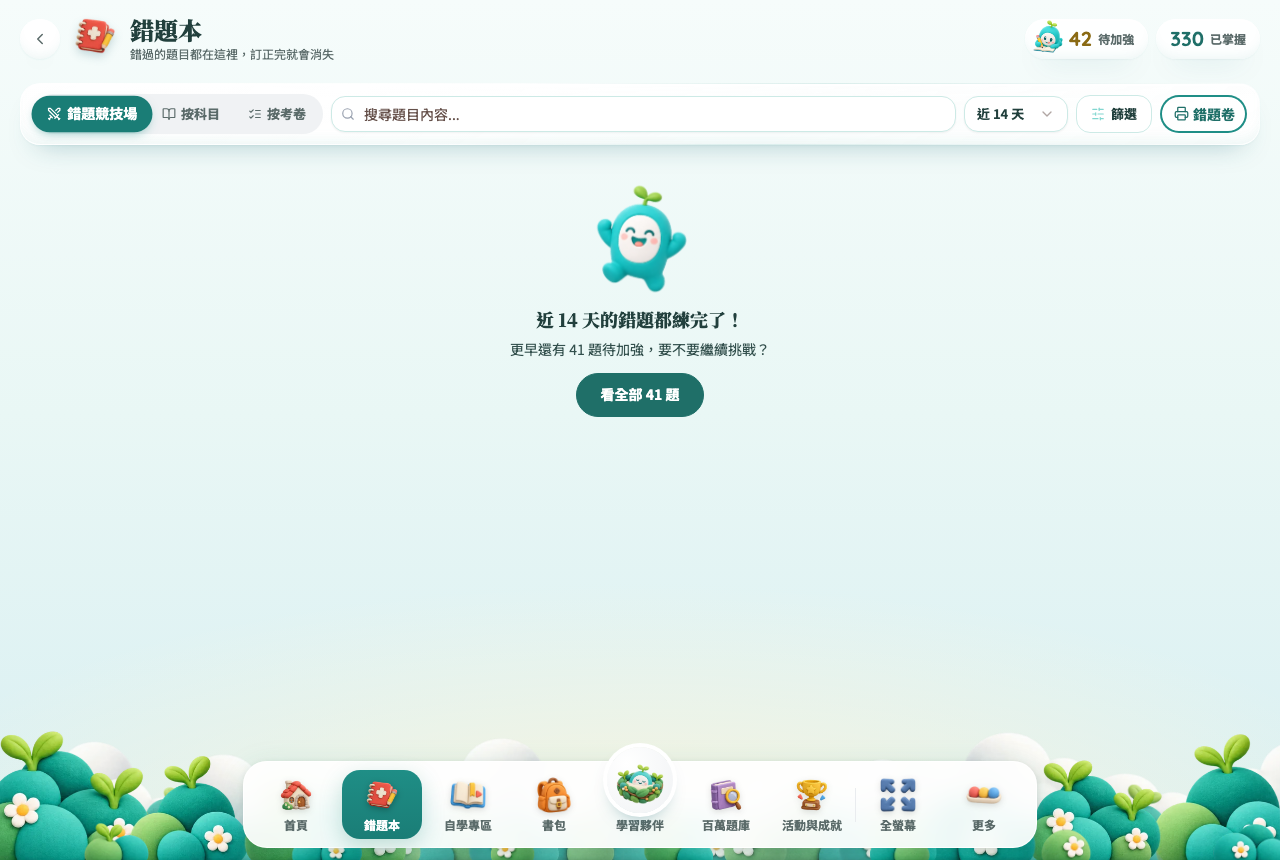 錯題本
錯過的題目都在這裡，訂正完就會消失
42 待加強
330 已掌握
錯題競技場
按科目
按考卷
搜尋題目內容...
近 14 天
篩選
錯題卷
近 14 天的錯題都練完了！
更早還有 41 題待加強，要不要繼續挑戰？
看全部 41 題
首頁
錯題本
自學專區
書包
學習夥伴
百萬題庫
活動與成就
全螢幕
更多